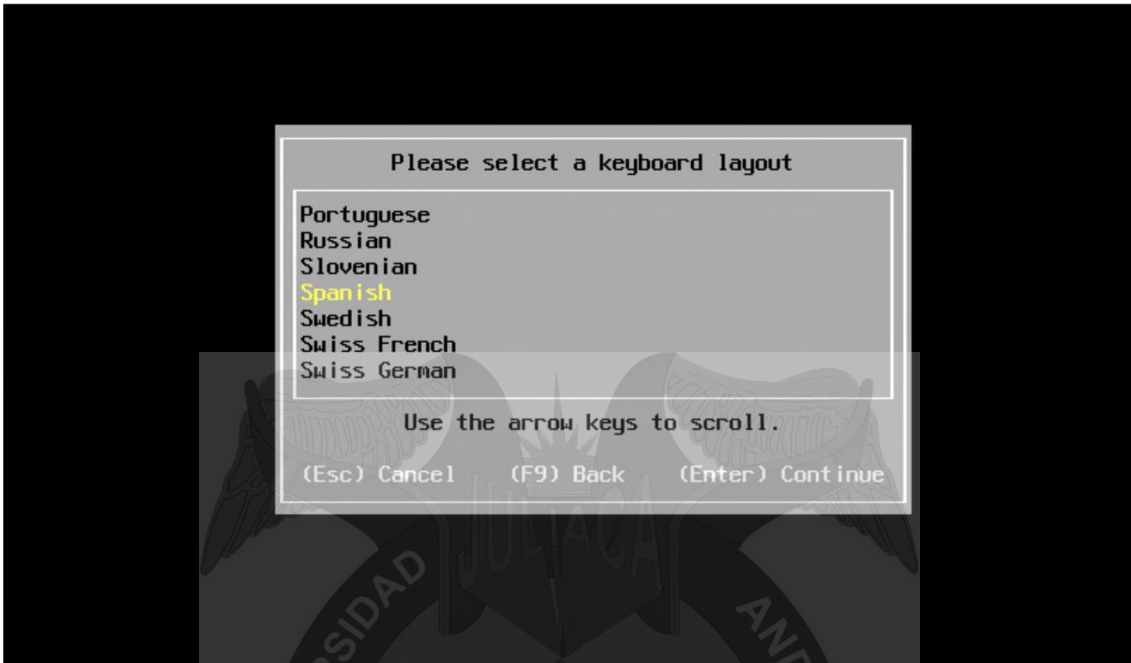 Please select a keyboard layout
Portuguese
Russian
Slovenian
Spanish
Swedish
Swiss French
Swiss German
Use the arrow keys to scroll.
(Esc) Cancel (F9) Back (Enter) Continue
JULIACA